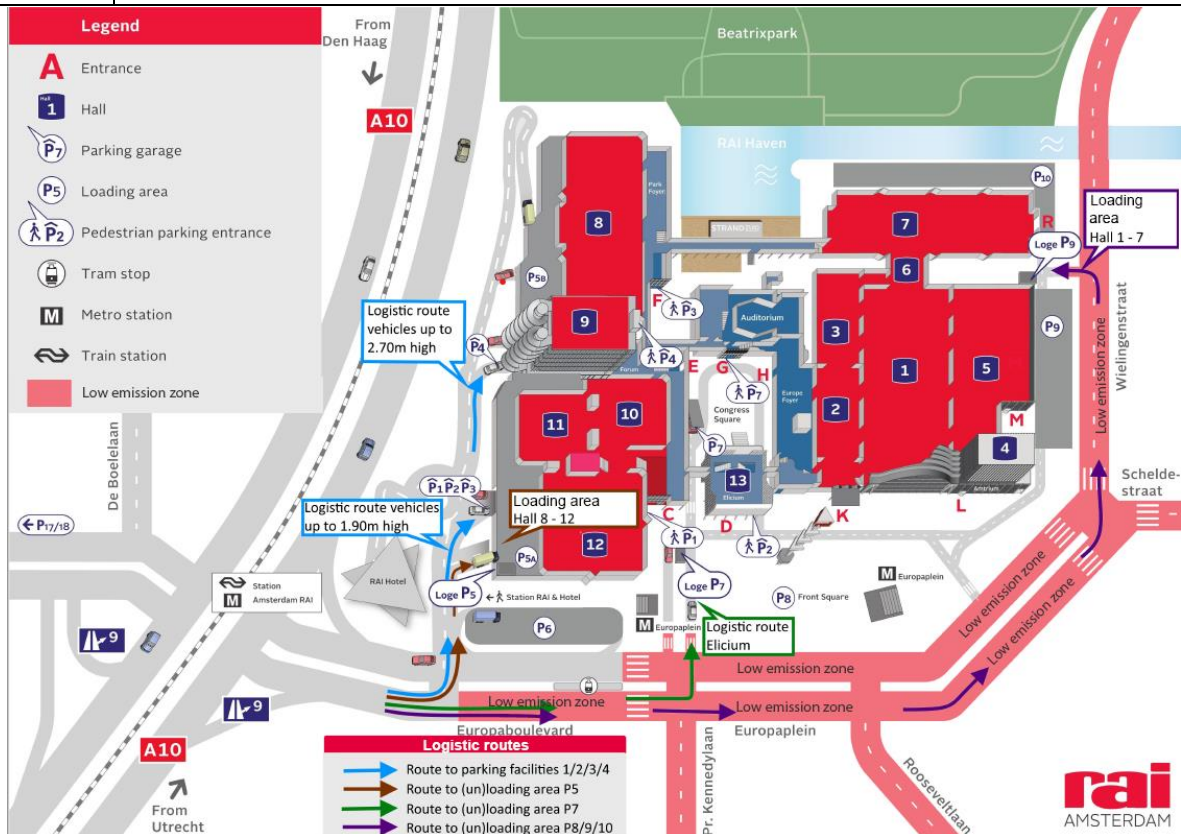 Legend
A Entrance
Hall 1 Hall
P7 Parking garage
P5 Loading area
P2 Pedestrian parking entrance
Tram stop
M Metro station
Train station
Low emission zone
From
Den Haag
A10
Beatrixpark
RAI Haven
STRANDZUID
Park Foyer
8
P5B
F
P3
9
P4
P4
Forum
Logistic route
vehicles up to
2.70m high
7
P10
R
Loading
area
Hall 1 - 7
Loge P9
6
P9
Auditorium
3
1
5
E
G
H
P7
Europe Foyer
2
Congress
Square
P7
M
4
Amtrium
Low emission zone
Wielingenstraat
Low emission zone
11
10
13
Elicium
P1 P2 P3
Loading area
Hall 8 - 12
C
D
K
L
P1
P2
12
Logistic route vehicles
up to 1.90m high
P5A
Loge P5
Loge P7
De Boelelaan
P17/18
RAI Hotel
Station
M Amsterdam RAI
Station RAI & Hotel
P6
M Europaplein
P8 Front Square
M Europaplein
Logistic route
Elicium
Schelde-
straat
Low emission zone
Low emission zone
Low emission zone
Low emission zone
Low emission zone
9
9
Europaboulevard
Europaplein
A10
From
Utrecht
Pr. Kennedylaan
Rooseveltlaan
Logistic routes
Route to parking facilities 1/2/3/4
Route to (un)loading area P5
Route to (un)loading area P7
Route to (un)loading area P8/9/10
rai
AMSTERDAM